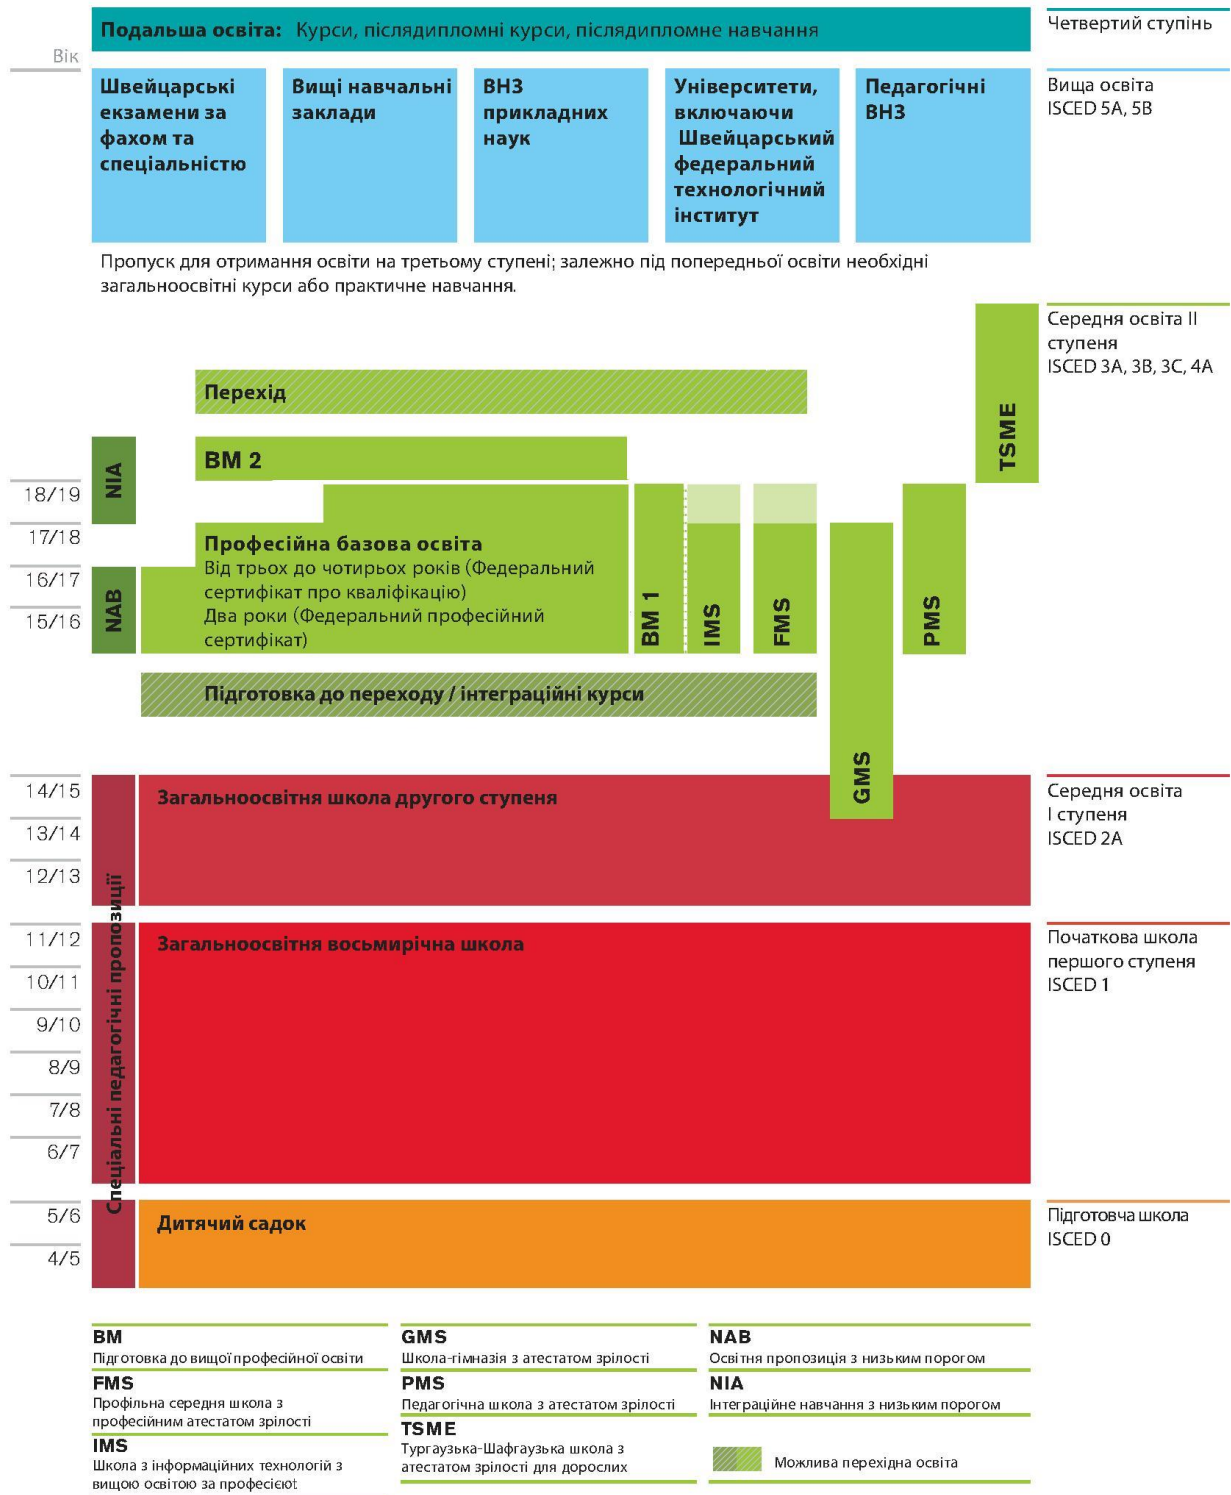 Подальша освіта: Курси, післядипломні курси, післядипломне навчання
Четвертий ступінь
Вік
Швейцарські
екзамени за
фахом та
спеціальністю
Вищі навчальні
заклади
ВНЗ
прикладних
наук
Університети,
включаючи
Швейцарський
федеральний
технологічний
інститут
Педагогічні
ВНЗ
Вища освіта
ISCED 5A, 5B
Пропуск для отримання освіти на третьому ступені; залежно під попередньої освіти необхідні
загальноосвітні курси або практичне навчання.
Середня освіта II
ступеня
ISCED 3A, 3B, 3C, 4A
TSME
Перехід
BM 2
NIA
18/19
17/18
16/17
15/16
NAB
Професійна базова освіта
Від трьох до чотирьох років (Федеральний
сертифікат про кваліфікацію)
Два роки (Федеральний професійний
сертифікат)
BM 1
IMS
FMS
GMS
PMS
Підготовка до переходу / інтеграційні курси
14/15
13/14
12/13
Загальноосвітня школа другого ступеня
Середня освіта
I ступеня
ISCED 2A
Спеціальні педагогічні пропозиції
11/12
10/11
9/10
8/9
7/8
6/7
Загальноосвітня восьмирічна школа
Початкова школа
першого ступеня
ISCED 1
5/6
4/5
Дитячий садок
Підготовча школа
ISCED 0
BM
Підготовка до вищої професійної освіти
FMS
Профільна середня школа з
професійним атестатом зрілості
IMS
Школа з інформаційних технологій з
вищою освітою за професієюt
GMS
Школа-гімназія з атестатом зрілості
PMS
Педагогічна школа з атестатом зрілості
TSME
Тургаузька-Шафгаузька школа з
атестатом зрілості для дорослих
NAB
Освітня пропозиція з низьким порогом
NIA
Інтеграційне навчання з низьким порогом
Можлива перехідна освіта